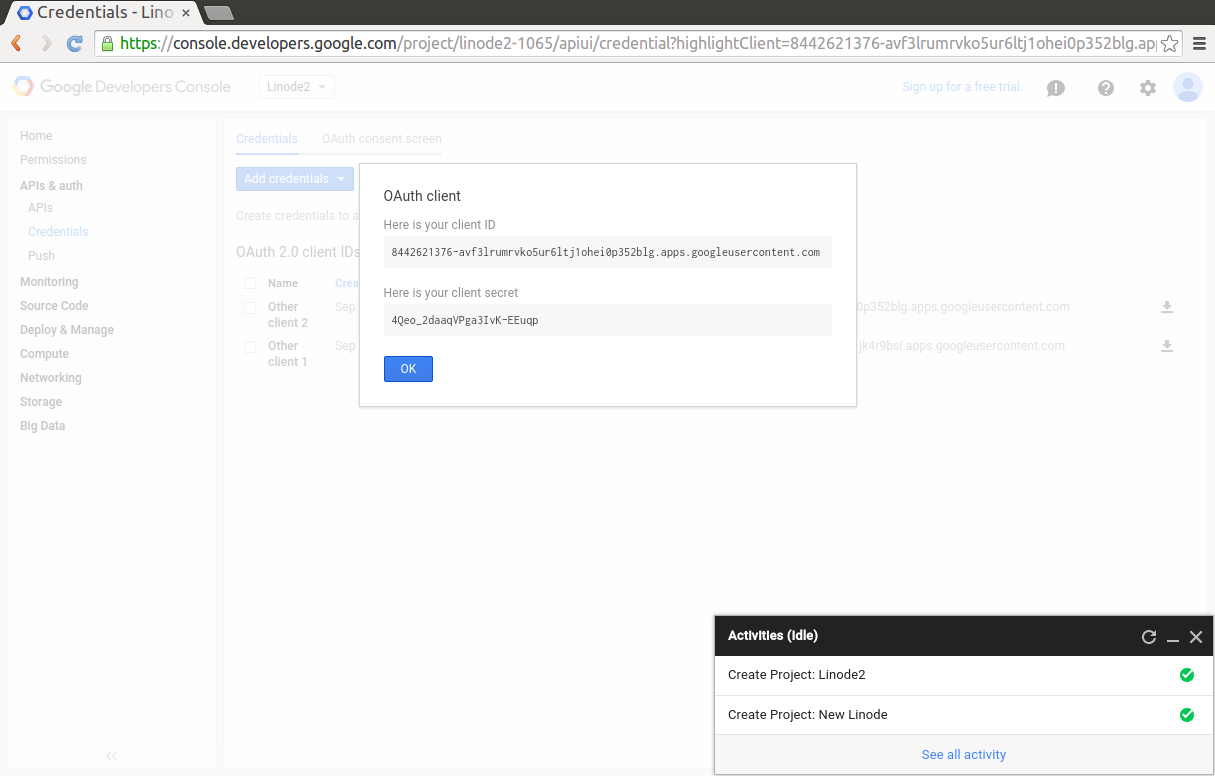 Credentials - Lino
https://console.developers.google.com/project/linode2-1065/apiui/credential?highlightClient=8442621376-avf3lrumrvko5ur6ltj1ohei0p352blg.ap
Google Developers Console
Linode2
Sign up for a free trial.
Home
Permissions
APIs & auth
APIs
Credentials
Push
Monitoring
Source Code
Deploy & Manage
Compute
Networking
Storage
Big Data
Credentials
OAuth consent screen
Add credentials
Create credentials to a
OAuth 2.0 client IDs
Name
Crea
Other
client 2
Sep
0p352blg.apps.googleusercontent.com
Other
client 1
Sep
jk4r9bsi.apps.googleusercontent.com
OAuth client
Here is your client ID
8442621376-avf3lrumrvko5ur6ltj1ohei0p352blg.apps.googleusercontent.com
Here is your client secret
4Qeo_2daaqVPga3IvK-EEuqp
OK
Activities (Idle)
Create Project: Linode2
Create Project: New Linode
See all activity